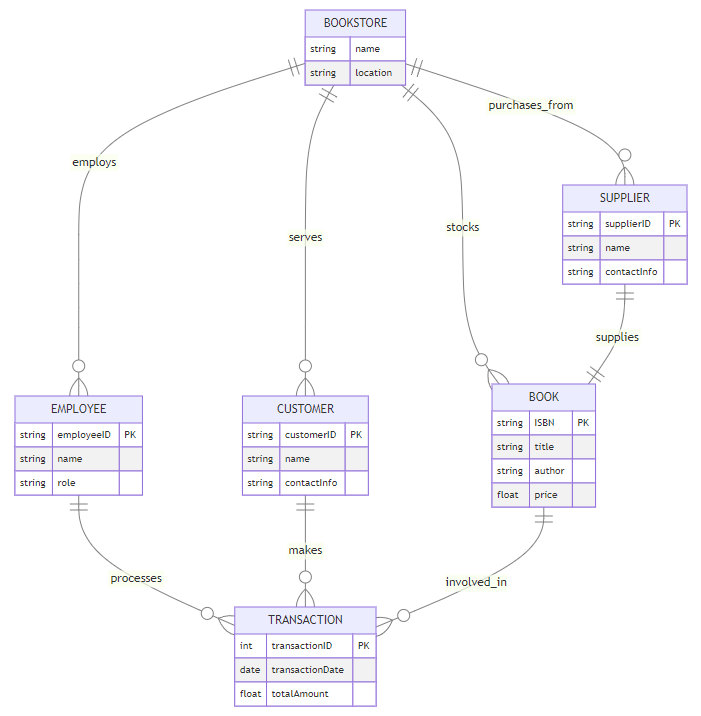 BOOKSTORE
string name
string location
purchases_from
employs
SUPPLIER
string supplierID PK
string name
string contactInfo
serves
stocks
supplies
EMPLOYEE
string employeeID PK
string name
string role
CUSTOMER
string customerID PK
string name
string contactInfo
BOOK
string ISBN PK
string title
string author
float price
makes
processes
involved_in
TRANSACTION
int transactionID PK
date transactionDate
float totalAmount